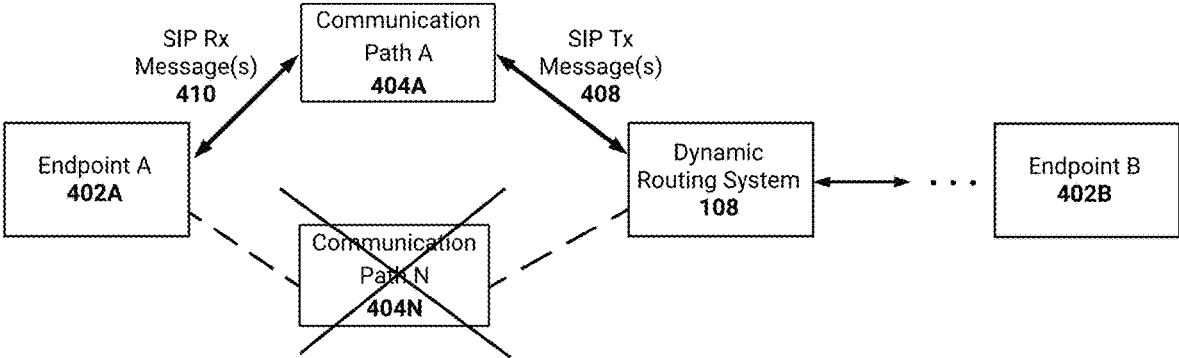 Communication
Path A
404A
SIP Rx
Message(s)
410
SIP Tx
Message(s)
408
Endpoint A
402A
Dynamic
Routing System
108
. . .
Endpoint B
402B
Communication
Path N
404N